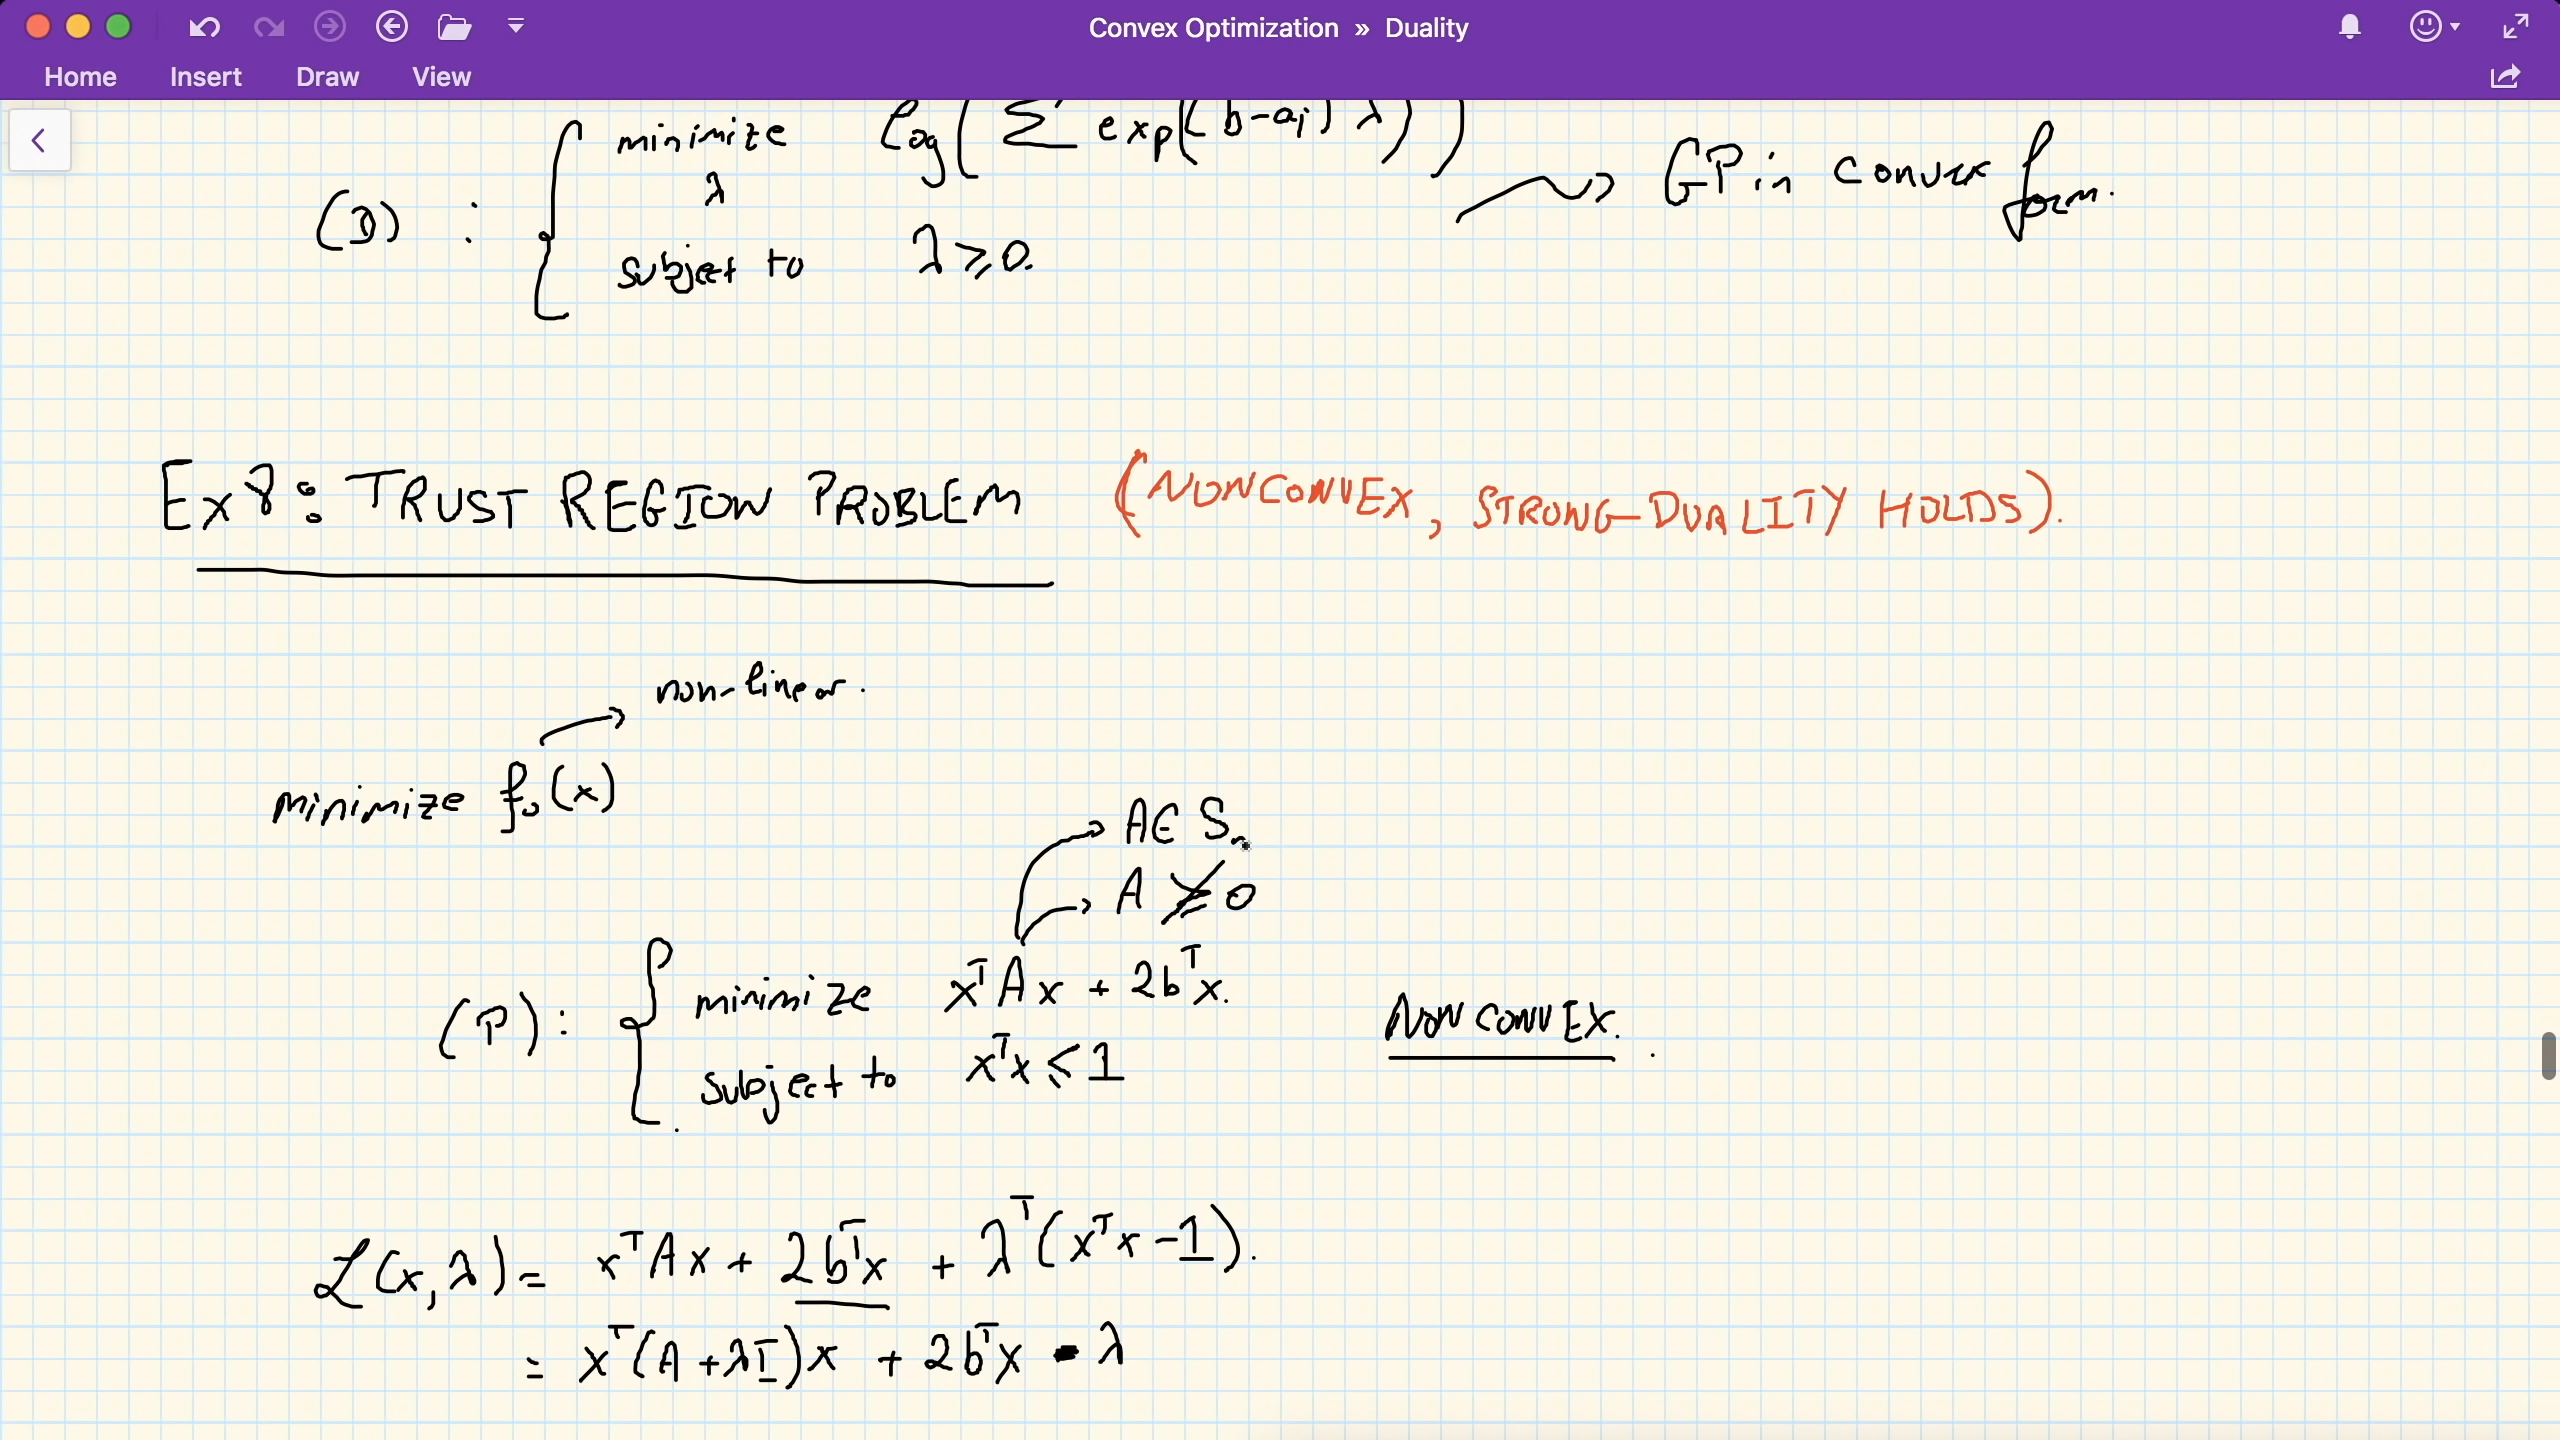 Convex Optimization » Duality
Home Insert Draw View
(D) : minimize log(∑ exp((b-aᵢ) λ)) ⇝ GP in convex form.
λ
subject to λ ≥ 0.
Ex 8: TRUST REGION PROBLEM (NONCONVEX, STRONG-DUALITY HOLDS).
non-linear.
minimize f₀(x)
A ∈ Sₙ
A ⋡ 0
(P): minimize xᵀAx + 2bᵀx. NONCONVEX.
subject to xᵀx ≤ 1
ℒ(x, λ) = xᵀAx + 2bᵀx + λᵀ(xᵀx - 1).
= xᵀ(A + λI)x + 2bᵀx - λ